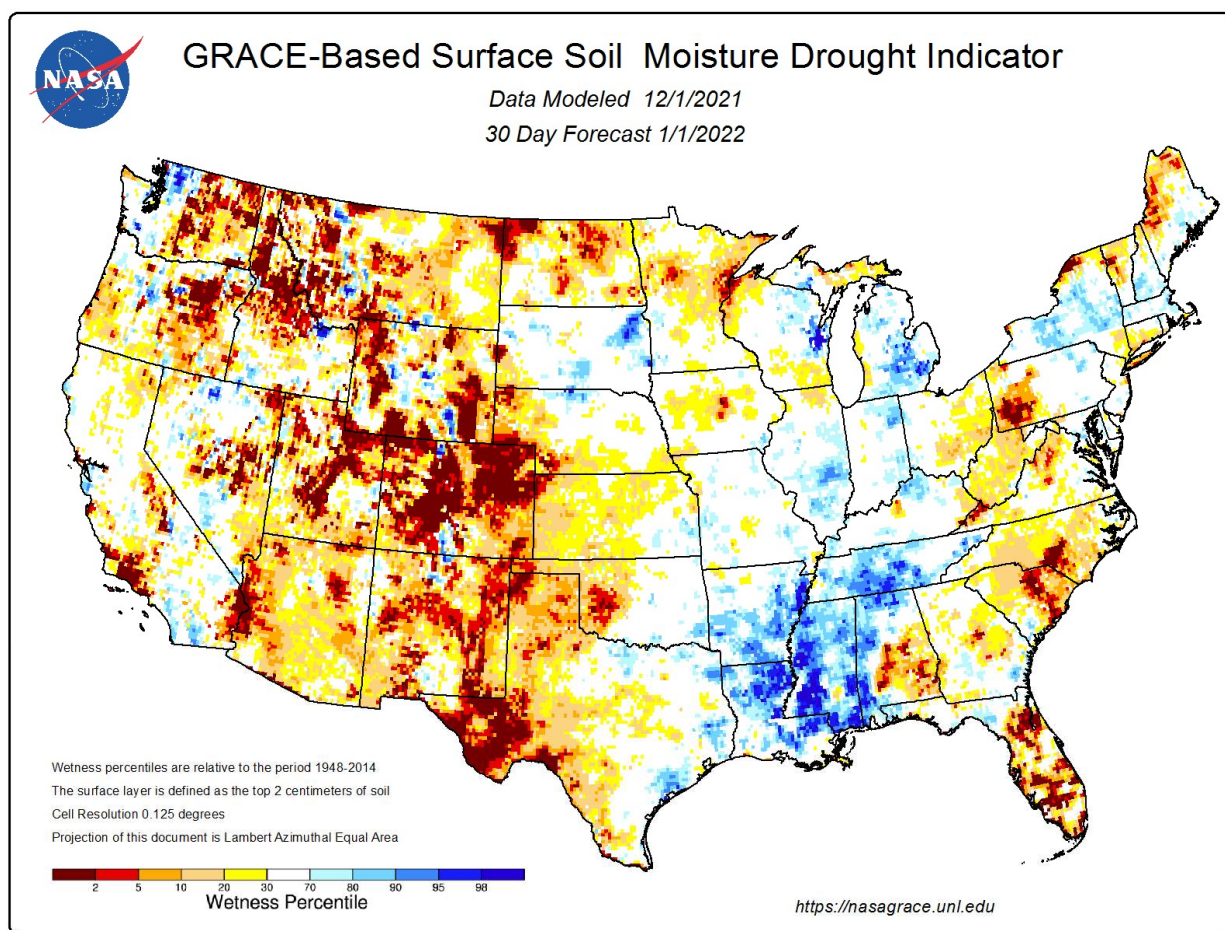 NASA
GRACE-Based Surface Soil Moisture Drought Indicator
Data Modeled 12/1/2021
30 Day Forecast 1/1/2022
Wetness percentiles are relative to the period 1948-2014
The surface layer is defined as the top 2 centimeters of soil
Cell Resolution 0.125 degrees
Projection of this document is Lambert Azimuthal Equal Area
2 5 10 20 30 70 80 90 95 98
Wetness Percentile
https://nasagrace.unl.edu